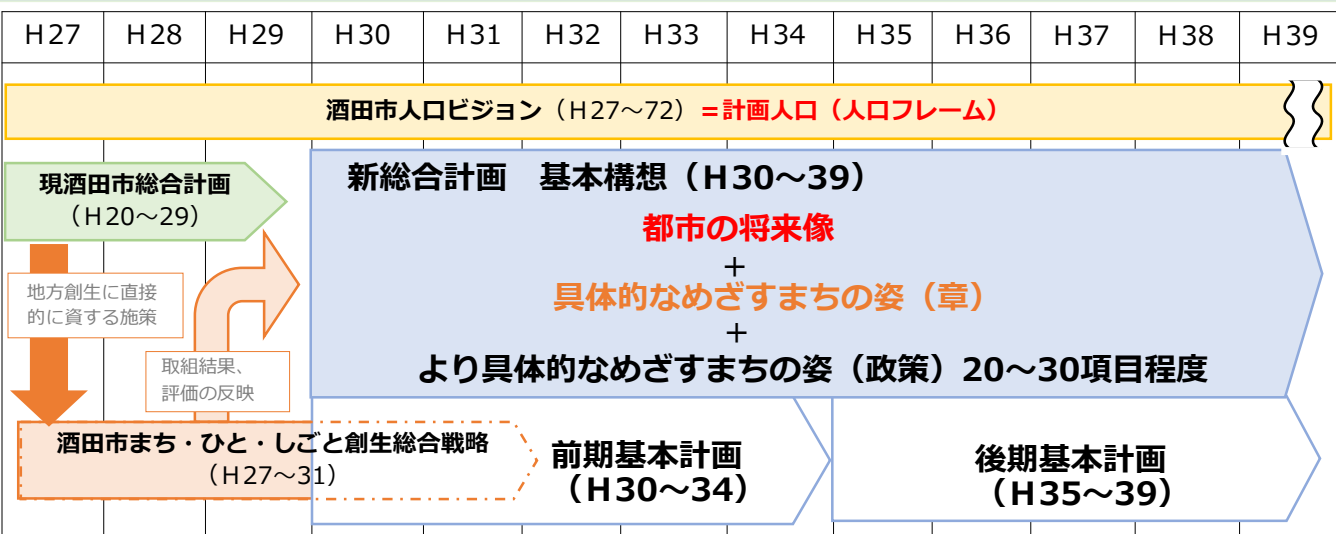 H27 H28 H29 H30 H31 H32 H33 H34 H35 H36 H37 H38 H39
酒田市人口ビジョン（H27～72）＝計画人口（人口フレーム）
現酒田市総合計画
（H20～29）
新総合計画　基本構想（H30～39）
都市の将来像
＋
具体的なめざすまちの姿（章）
＋
より具体的なめざすまちの姿（政策）20～30項目程度
地方創生に直接
的に資する施策
取組結果、
評価の反映
酒田市まち・ひと・しごと創生総合戦略
（H27～31）
前期基本計画
（H30～34）
後期基本計画
（H35～39）